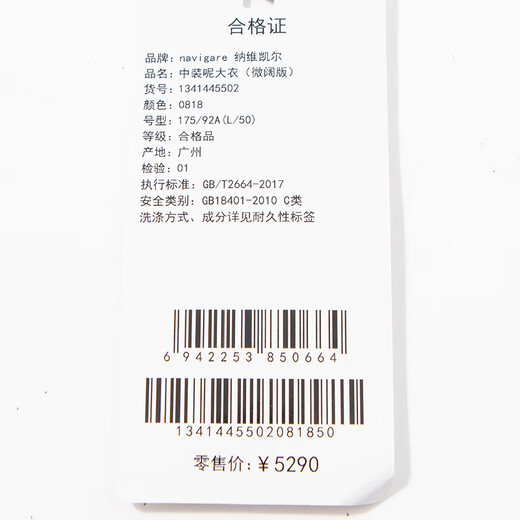 合格证
品牌: navigare 纳维凯尔
品名: 中装呢大衣（微阔版）
货号: 1341445502
颜色: 0818
号型: 175/92A(L/50)
等级: 合格品
产地: 广州
检验: 01
执行标准: GB/T2664-2017
安全类别: GB18401-2010 C类
洗涤方式、成分详见耐久性标签
6 942253 850664
1341445502081850
零售价: ￥5290